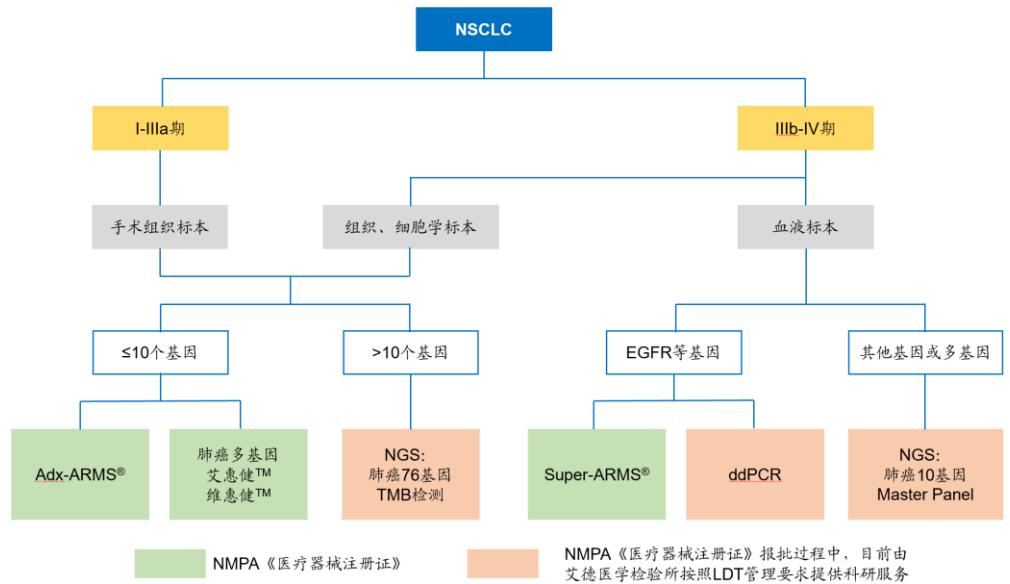 NSCLC
I-IIIa期
IIIb-IV期
手术组织标本
组织、细胞学标本
血液标本
≤10个基因
>10个基因
EGFR等基因
其他基因或多基因
Adx-ARMS®
肺癌多基因
艾惠健™
维惠健™
NGS:
肺癌76基因
TMB检测
Super-ARMS®
ddPCR
NGS:
肺癌10基因
Master Panel
NMPA《医疗器械注册证》
NMPA《医疗器械注册证》报批过程中，目前由
艾德医学检验所按照LDT管理要求提供科研服务